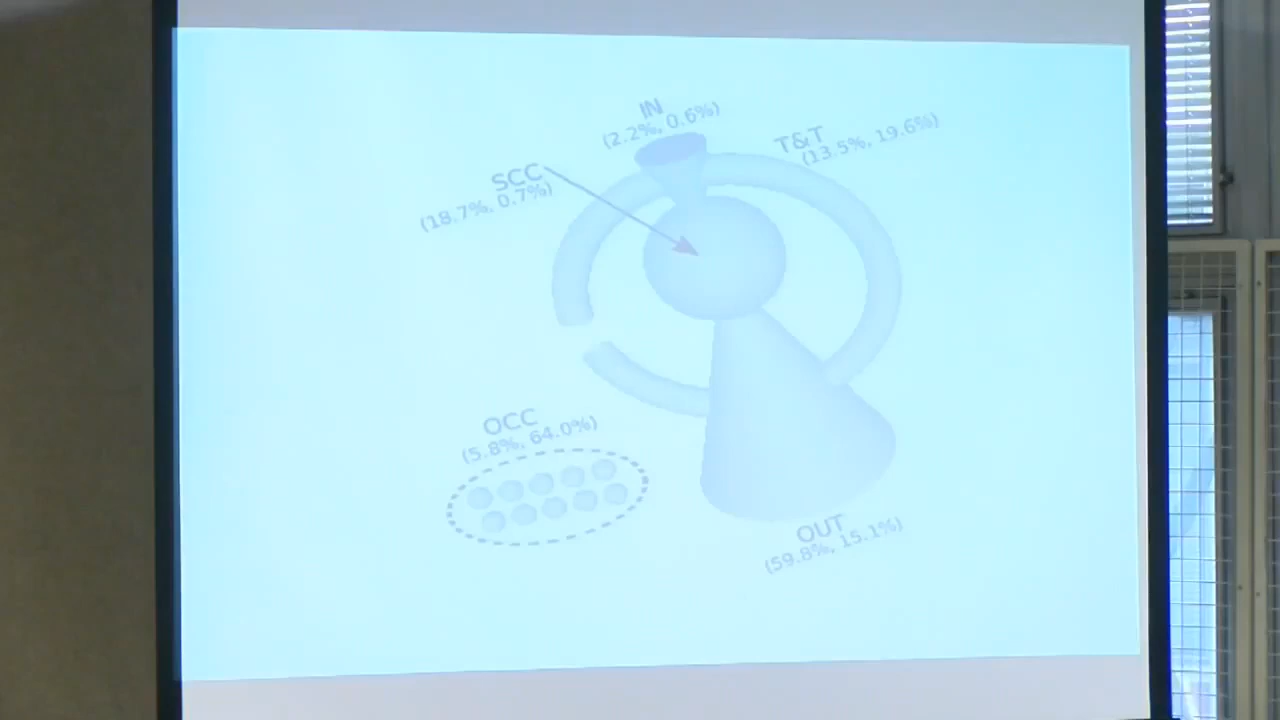 IN
(2.2%, 0.6%)
T&T
(13.5%, 19.6%)
SCC
(18.7%, 0.7%)
OCC
(5.8%, 64.0%)
OUT
(59.8%, 15.1%)